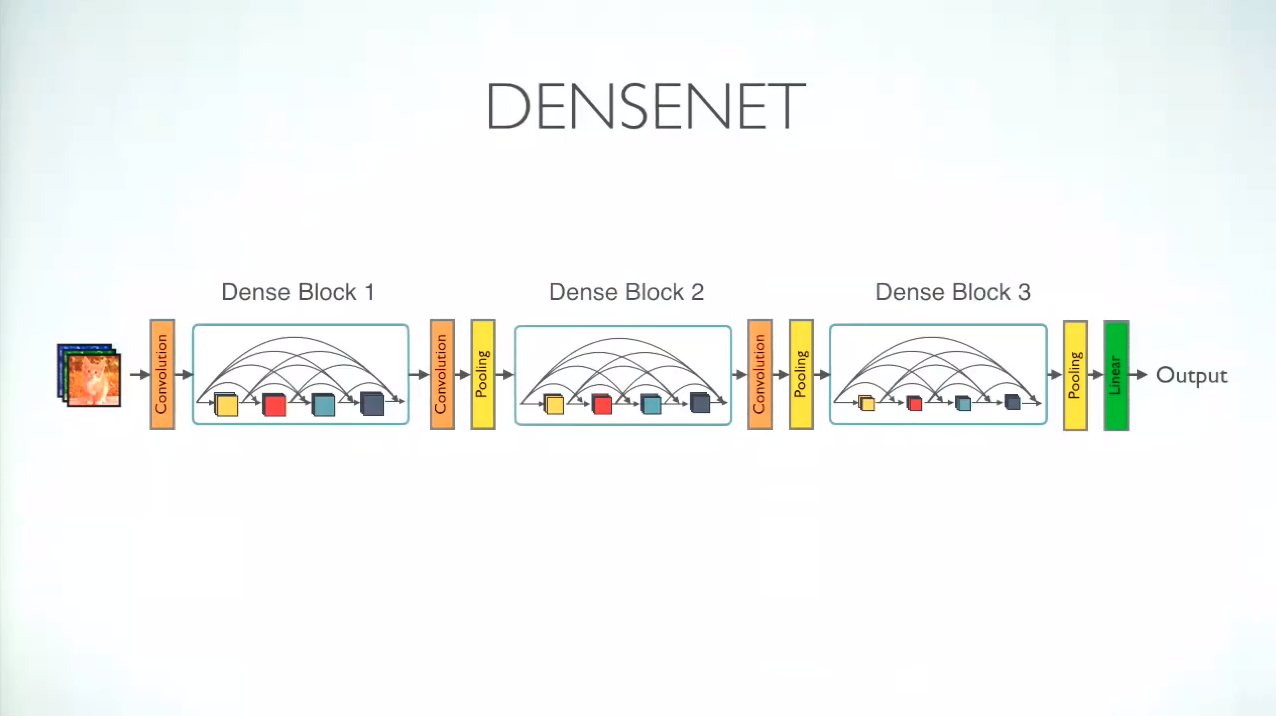 DENSENET
Dense Block 1
Dense Block 2
Dense Block 3
Convolution
Convolution
Pooling
Convolution
Pooling
Pooling
Linear
Output